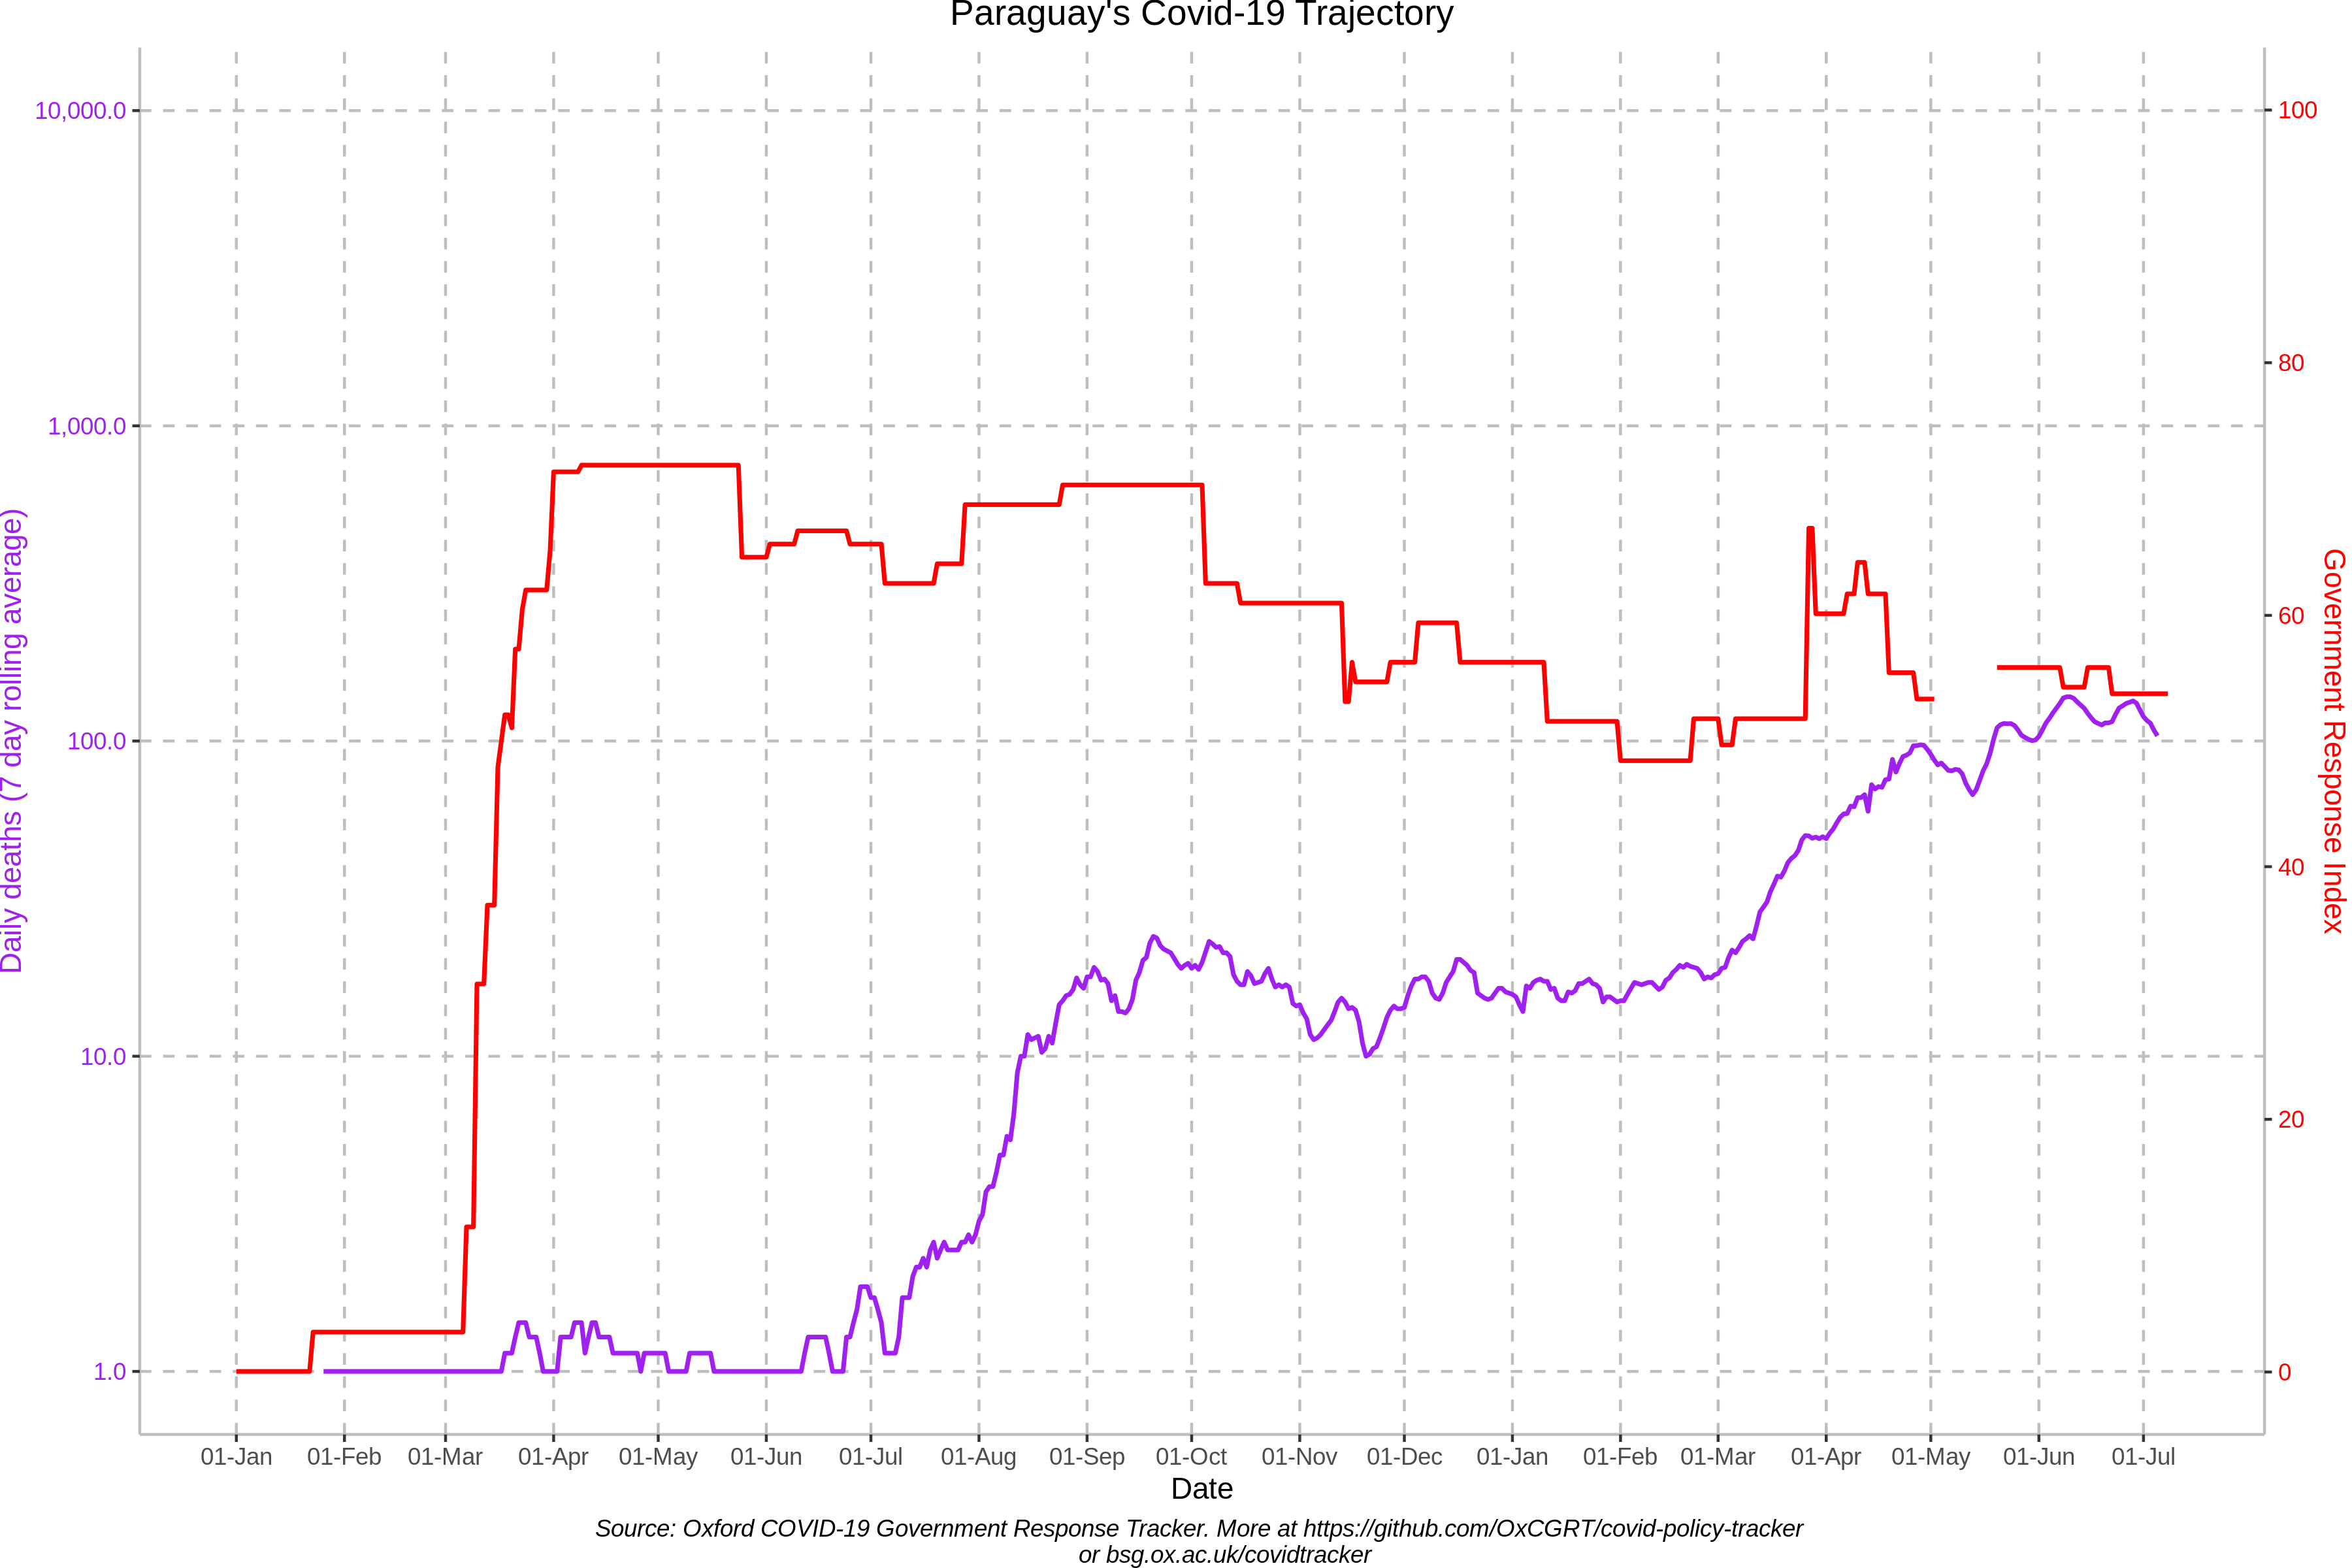 Paraguay's Covid-19 Trajectory
10,000.0
1,000.0
100.0
10.0
1.0
Daily deaths (7 day rolling average)
100
80
60
40
20
0
Government Response Index
01-Jan 01-Feb 01-Mar 01-Apr 01-May 01-Jun 01-Jul 01-Aug 01-Sep 01-Oct 01-Nov 01-Dec 01-Jan 01-Feb 01-Mar 01-Apr 01-May 01-Jun 01-Jul
Date
Source: Oxford COVID-19 Government Response Tracker. More at https://github.com/OxCGRT/covid-policy-tracker
or bsg.ox.ac.uk/covidtracker